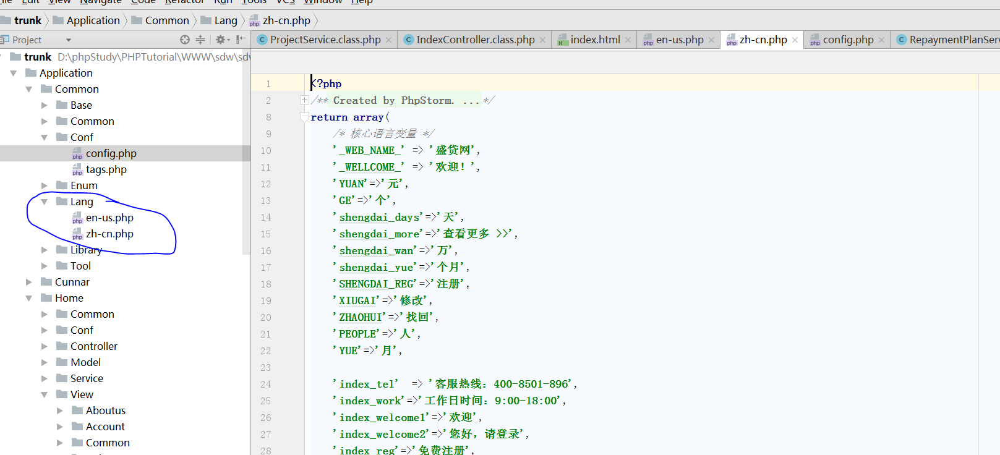 File Edit View Navigate Code Refactor Run Tools VCS Window Help
trunk Application Common Lang zh-cn.php
Project
ProjectService.class.php IndexController.class.php index.html en-us.php zh-cn.php config.php RepaymentPlanServ
trunk D:\phpStudy\PHPTutorial\WWW\sdw\sdv
Application
Common
Base
Common
Conf
config.php
tags.php
Enum
Lang
en-us.php
zh-cn.php
Library
Tool
Cunnar
Home
Common
Conf
Controller
Model
Service
View
Aboutus
Account
Common
1 <?php
2 /** Created by PhpStorm. ...*/
8 return array(
9 /* 核心语言变量 */
10 '_WEB_NAME_' => '盛贷网',
11 '_WELLCOME_' => '欢迎！',
12 'YUAN'=>'元',
13 'GE'=>'个',
14 'shengdai_days'=>'天',
15 'shengdai_more'=>'查看更多 >>',
16 'shengdai_wan'=>'万',
17 'shengdai_yue'=>'个月',
18 'SHENGDAI_REG'=>'注册',
19 'XIUGAI'=>'修改',
20 'ZHAOHUI'=>'找回',
21 'PEOPLE'=>'人',
22 'YUE'=>'月',
23
24 'index_tel' => '客服热线：400-8501-896',
25 'index_work'=>'工作日时间：9:00-18:00',
26 'index_welcome1'=>'欢迎',
27 'index_welcome2'=>'您好，请登录',
28 'index_reg'=>'免费注册',